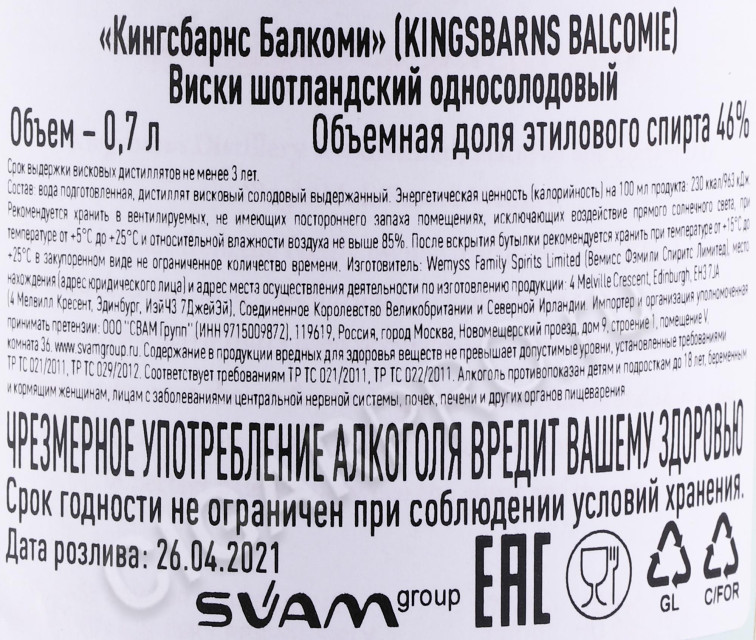 «Кингсбарнс Балкоми» (KINGSBARNS BALCOMIE)
Виски шотландский односолодовый
Объем – 0,7 л Объемная доля этилового спирта 46%
Срок выдержки висковых дистиллятов не менее 3 лет.
Состав: вода подготовленная, дистиллят висковый солодовый выдержанный. Энергетическая ценность (калорийность) на 100 мл продукта: 230 ккал/963 кДж.
Рекомендуется хранить в вентилируемых, не имеющих постороннего запаха помещениях, исключающих воздействие прямого солнечного света, при
температуре от +5°С до +25°С и относительной влажности воздуха не выше 85%. После вскрытия бутылки рекомендуется хранить при температуре от +15°С до
+25°С в закупоренном виде не ограниченное количество времени. Изготовитель: Wemyss Family Spirits Limited (Вемисс Фэмили Спиритс Лимитед), место
нахождения (адрес юридического лица) и адрес места осуществления деятельности по изготовлению продукции: 4 Melville Crescent, Edinburgh, EH3 7JA
(4 Мелвилл Кресент, Эдинбург, ИэйЧ3 7ДжейЭй), Соединенное Королевство Великобритании и Северной Ирландии. Импортер и организация уполномоченная
принимать претензии: ООО "СВАМ Групп" (ИНН 9715009872), 119619, Россия, город Москва, Новомещерский проезд, дом 9, строение 1, помещение V,
комната 36. www.svamgroup.ru. Содержание в продукции вредных для здоровья веществ не превышает допустимые уровни, установленные требованиями
ТР ТС 021/2011, ТР ТС 029/2012. Соответствует требованиям ТР ТС 021/2011, ТР ТС 022/2011. Алкоголь противопоказан детям и подросткам до 18 лет, беременным
и кормящим женщинам, лицам с заболеваниями центральной нервной системы, почек, печени и других органов пищеварения
ЧРЕЗМЕРНОЕ УПОТРЕБЛЕНИЕ АЛКОГОЛЯ ВРЕДИТ ВАШЕМУ ЗДОРОВЬЮ
Срок годности не ограничен при соблюдении условий хранения.
Дата розлива: 26.04.2021
SVAM group
EAC
GL
C/FOR